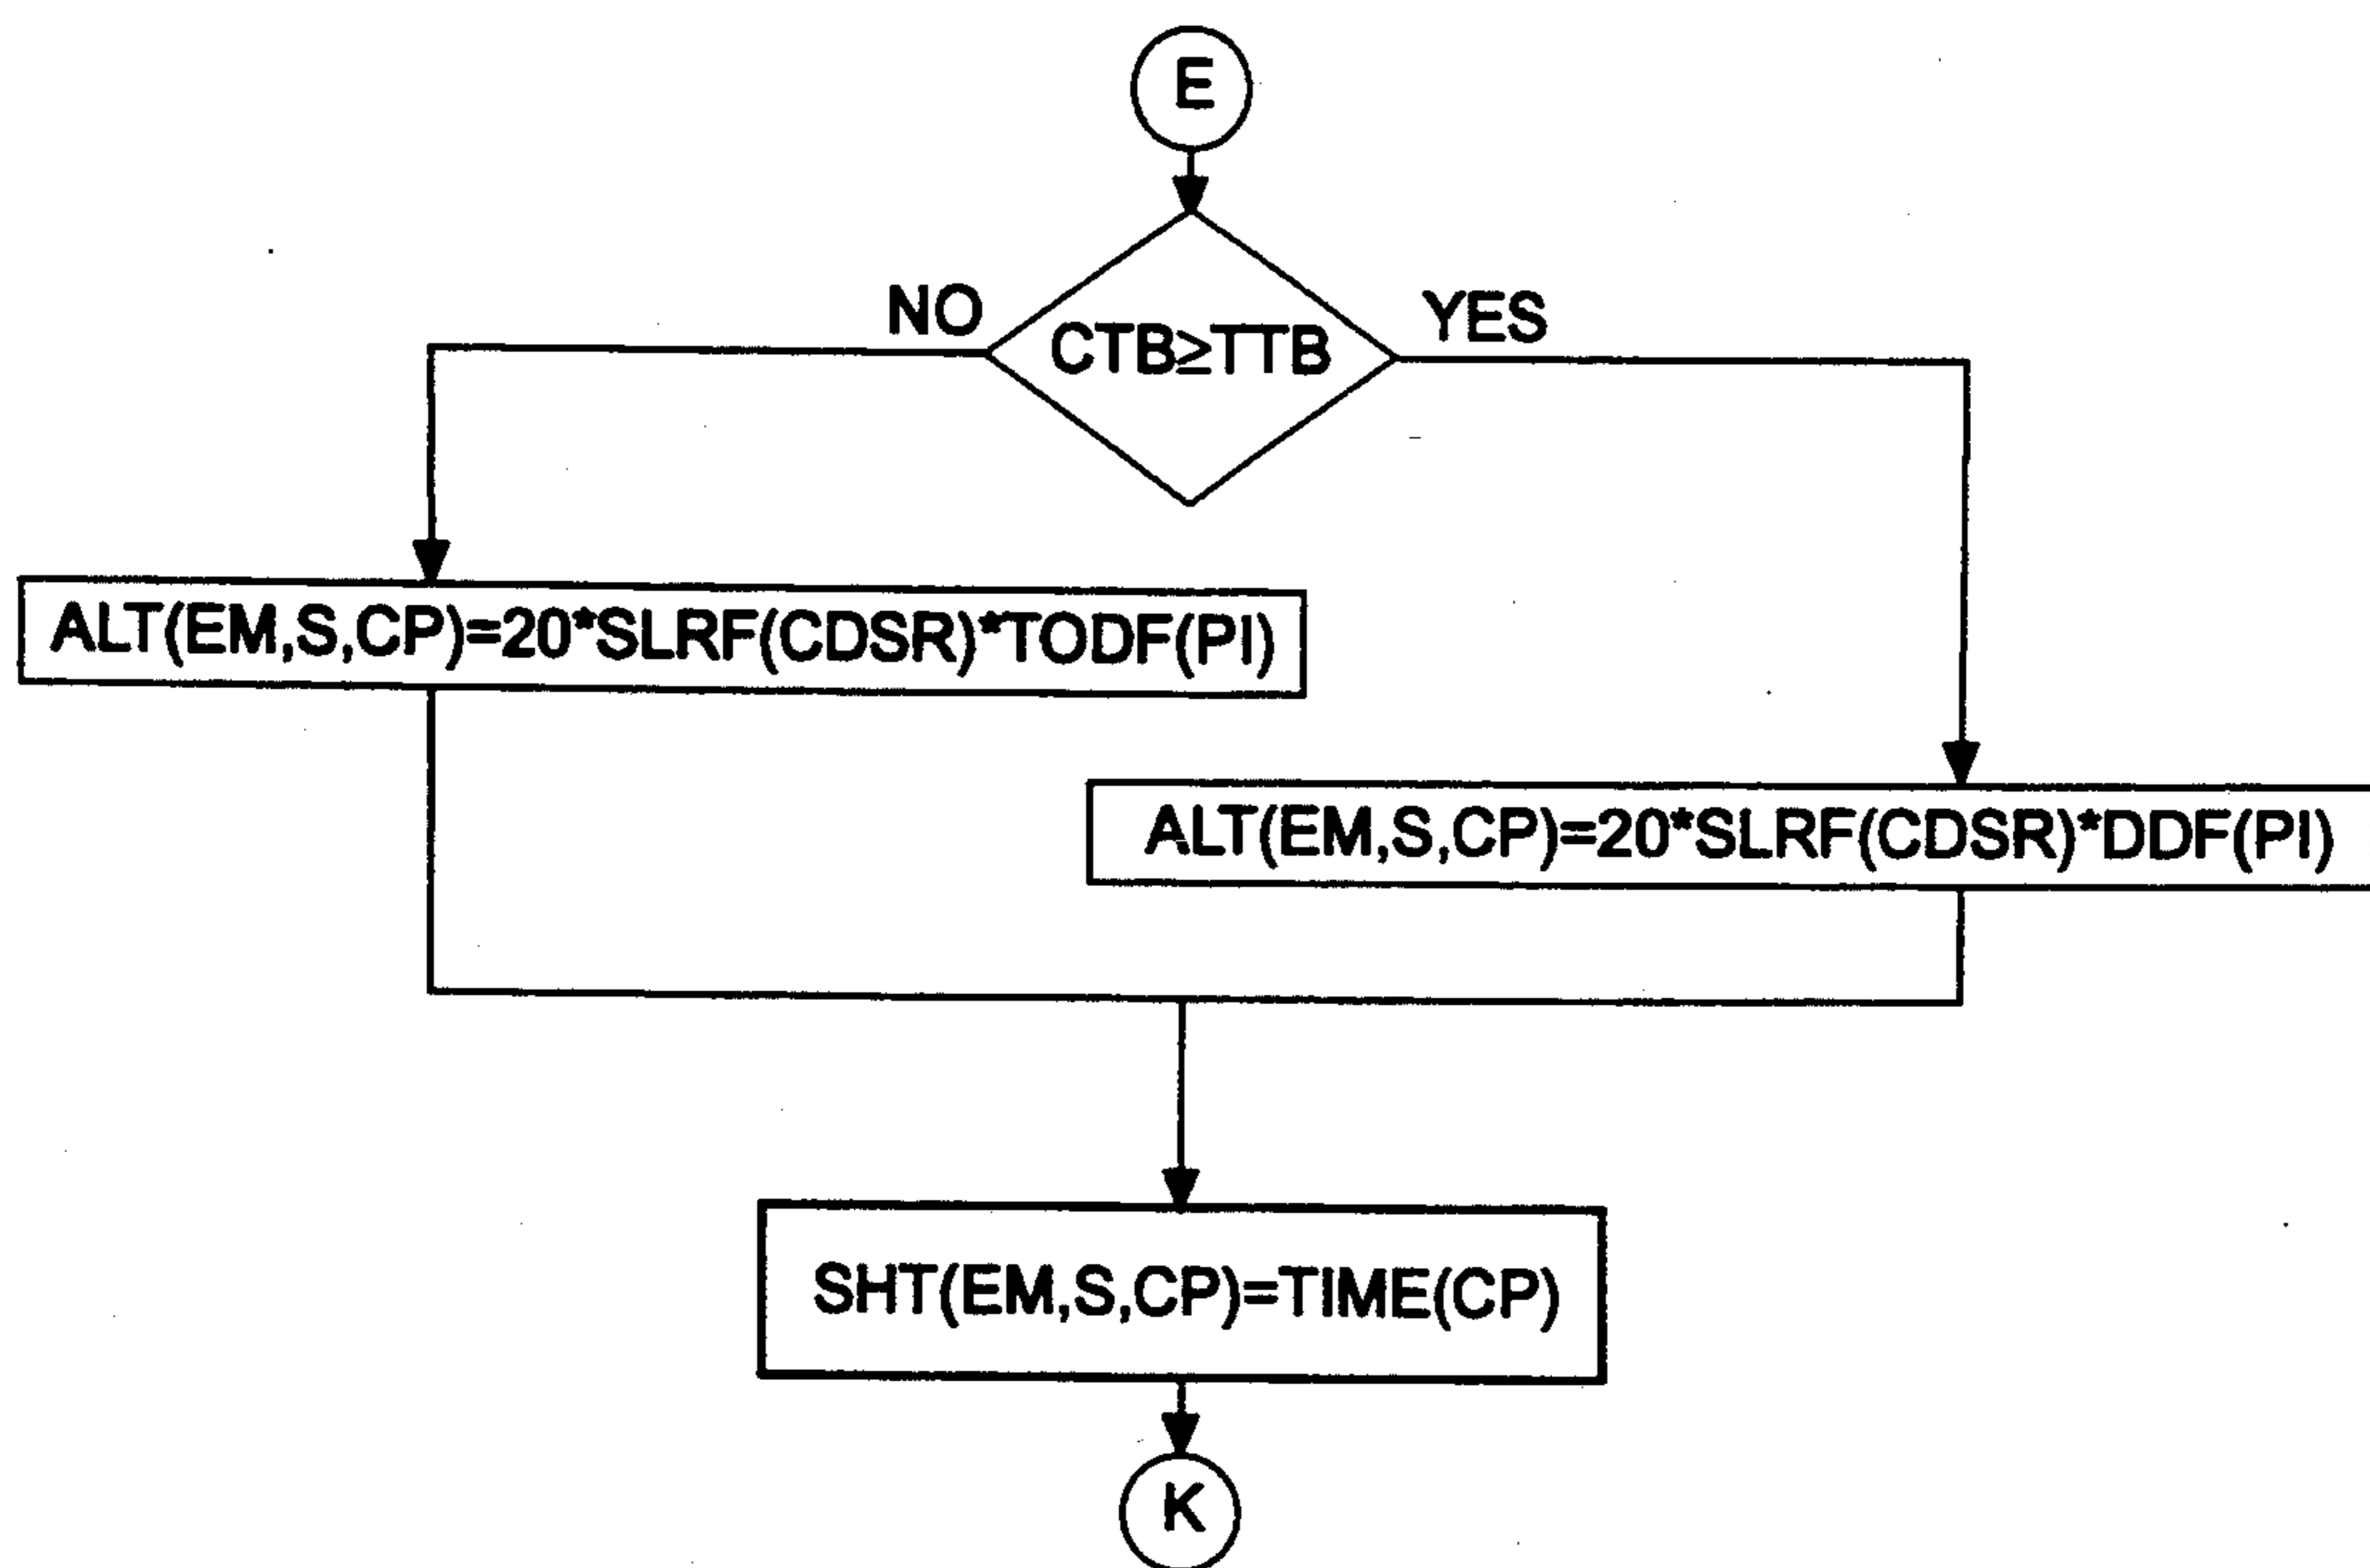 E
NO
YES
CTB≥TTB
ALT(EM,S,CP)=20*SLRF(CDSR)*TODF(PI)
ALT(EM,S,CP)=20*SLRF(CDSR)*DDF(PI)
SHT(EM,S,CP)=TIME(CP)
K